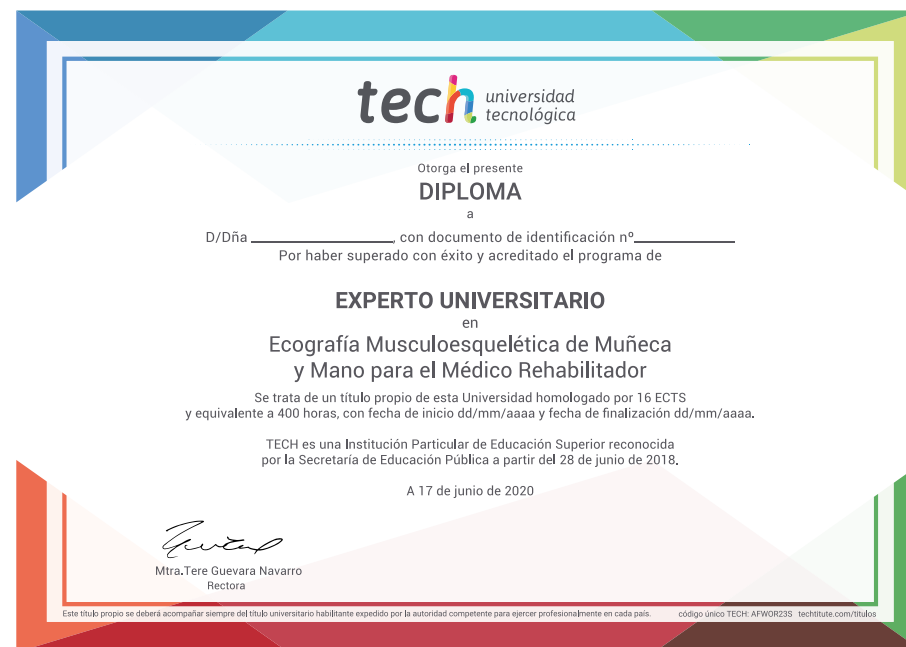 tech universidad
tecnológica
Otorga el presente
DIPLOMA
a
D/Dña ______________, con documento de identificación nº______________
Por haber superado con éxito y acreditado el programa de
EXPERTO UNIVERSITARIO
en
Ecografía Musculoesquelética de Muñeca
y Mano para el Médico Rehabilitador
Se trata de un título propio de esta Universidad homologado por 16 ECTS
y equivalente a 400 horas, con fecha de inicio dd/mm/aaaa y fecha de finalización dd/mm/aaaa.
TECH es una Institución Particular de Educación Superior reconocida
por la Secretaría de Educación Pública a partir del 28 de junio de 2018.
A 17 de junio de 2020
Mtra.Tere Guevara Navarro
Rectora
Este título propio se deberá acompañar siempre del título universitario habilitante expedido por la autoridad competente para ejercer profesionalmente en cada país. código único TECH: AFWOR23S techtitute.com/titulos